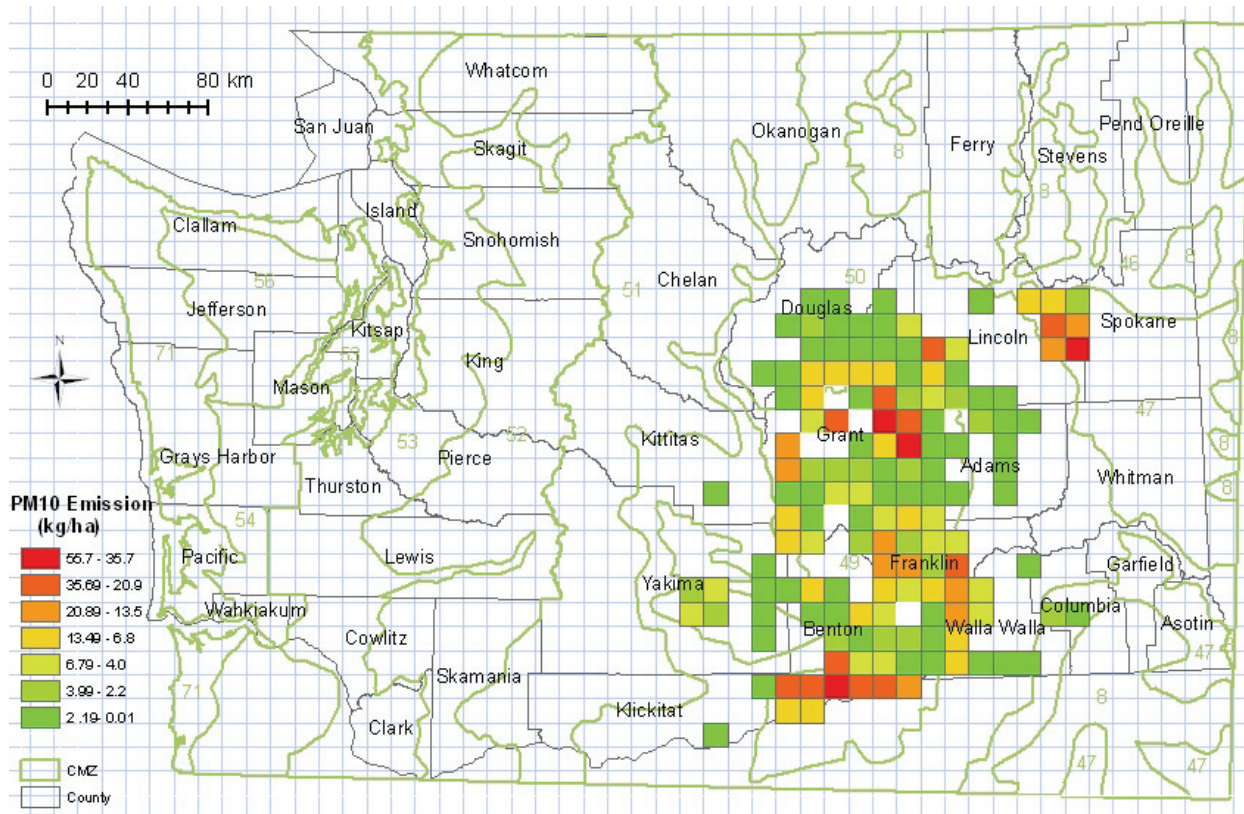 0 20 40 80 km
Whatcom
San Juan
Okanogan
Pend Oreille
Skagit
Ferry
Stevens
8
8
Island
Clallam
Snohomish
46
8
56
50
Chelan
51
Jefferson
Douglas
Kitsap
Lincoln
Spokane
71
53
King
8
N
Mason
47
Kittitas
Grant
53
52
8
Grays Harbor
Pierce
Adams
Whitman
Thurston
8
PM10 Emission
(kg/ha)
54
56.7 - 35.7
35.69 - 20.9
20.89 - 13.5
13.49 - 6.8
6.79 - 4.0
3.99 - 2.2
2.19- 0.01
CMZ
County
Pacific
Lewis
49
Franklin
Garfield
Yakima
Wahkiakum
Columbia
Cowlitz
Benton
Walla Walla
Asotin
47
Skamania
71
8
Clark
Klickitat
47
47